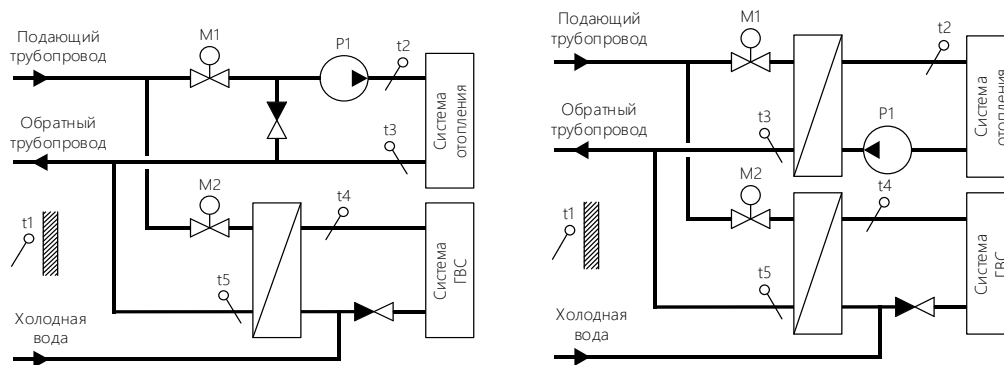 Подающий
трубопровод
M1
P1
t2
Система
отопления
Обратный
трубопровод
t3
M2
t4
t1
Система
ГВС
t5
Холодная
вода
Подающий
трубопровод
M1
t2
Система
отопления
Обратный
трубопровод
t3
P1
M2
t4
t1
Система
ГВС
t5
Холодная
вода